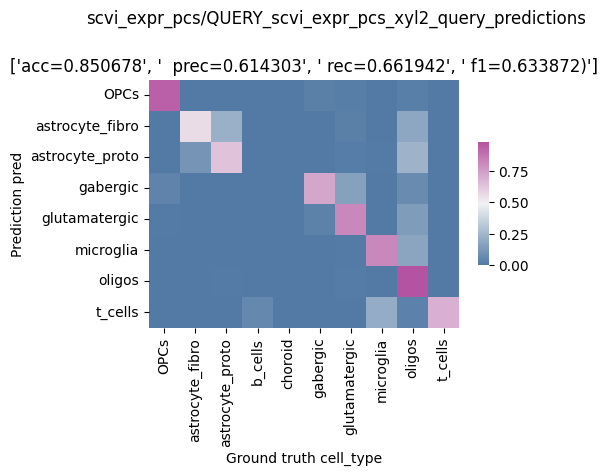 scvi_expr_pcs/QUERY_scvi_expr_pcs_xyl2_query_predictions
['acc=0.850678', '  prec=0.614303', ' rec=0.661942', ' f1=0.633872)']
OPCs
astrocyte_fibro
astrocyte_proto
gabergic
glutamatergic
microglia
oligos
t_cells
Prediction pred
0.75
0.50
0.25
0.00
OPCs
astrocyte_fibro
astrocyte_proto
b_cells
choroid
gabergic
glutamatergic
microglia
oligos
t_cells
Ground truth cell_type